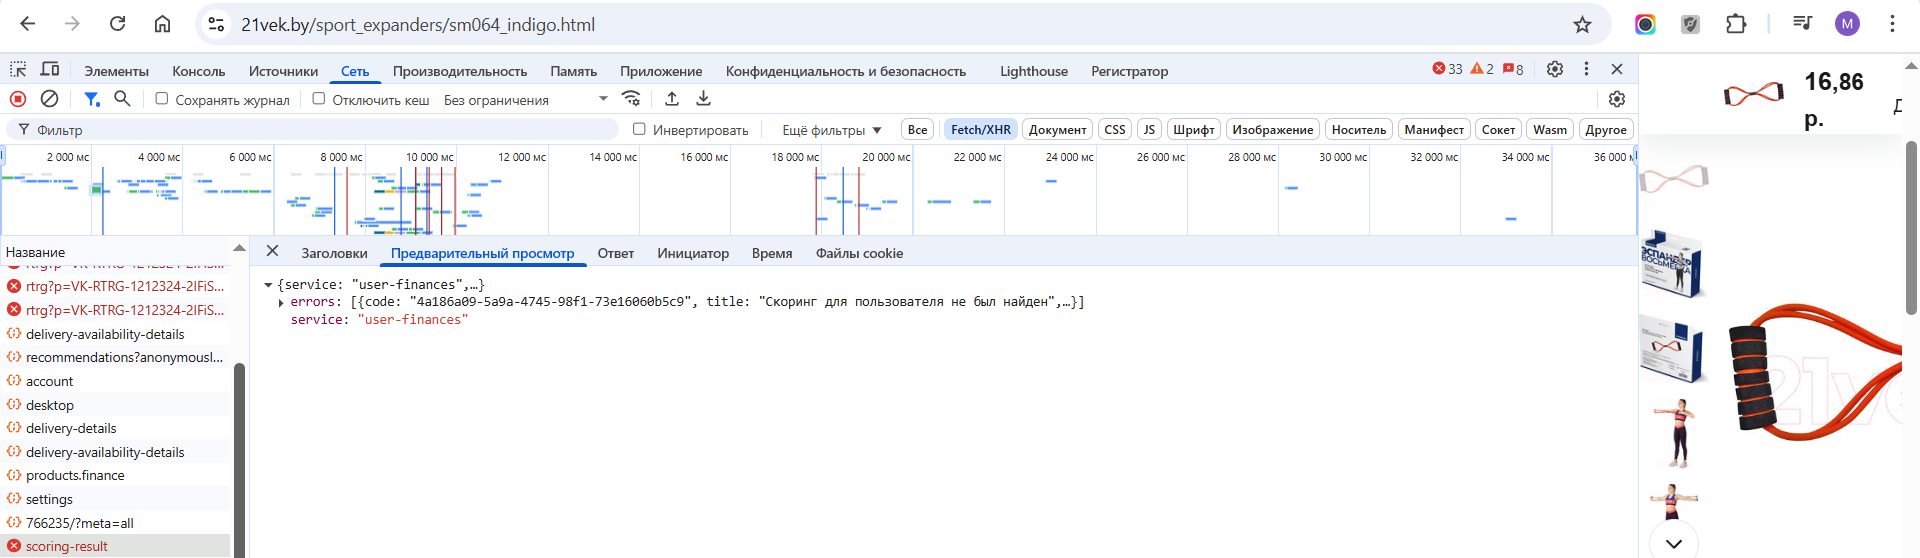 21vek.by/sport_expanders/sm064_indigo.html
M
Элементы Консоль Источники Сеть Производительность Память Приложение Конфиденциальность и безопасность Lighthouse Регистратор 33 2 8
Сохранять журнал Отключить кеш Без ограничения
Фильтр Инвертировать Ещё фильтры Все Fetch/XHR Документ CSS JS Шрифт Изображение Носитель Манифест Сокет Wasm Другое
2 000 мс 4 000 мс 6 000 мс 8 000 мс 10 000 мс 12 000 мс 14 000 мс 16 000 мс 18 000 мс 20 000 мс 22 000 мс 24 000 мс 26 000 мс 28 000 мс 30 000 мс 32 000 мс 34 000 мс 36 000 м
Название
rtrg?p=VK-RTRG-1212324-2IFiS...
rtrg?p=VK-RTRG-1212324-2IFiS...
rtrg?p=VK-RTRG-1212324-2IFiS...
delivery-availability-details
recommendations?anonymousl...
account
desktop
delivery-details
delivery-availability-details
products.finance
settings
766235/?meta=all
scoring-result
Заголовки Предварительный просмотр Ответ Инициатор Время Файлы cookie
{service: "user-finances",…}
errors: [{code: "4a186a09-5a9a-4745-98f1-73e16060b5c9", title: "Скоринг для пользователя не был найден",…}]
service: "user-finances"
16,86
р.
Д
ЭСПАНДЕР
ВОСЬМЕРКА
21ve